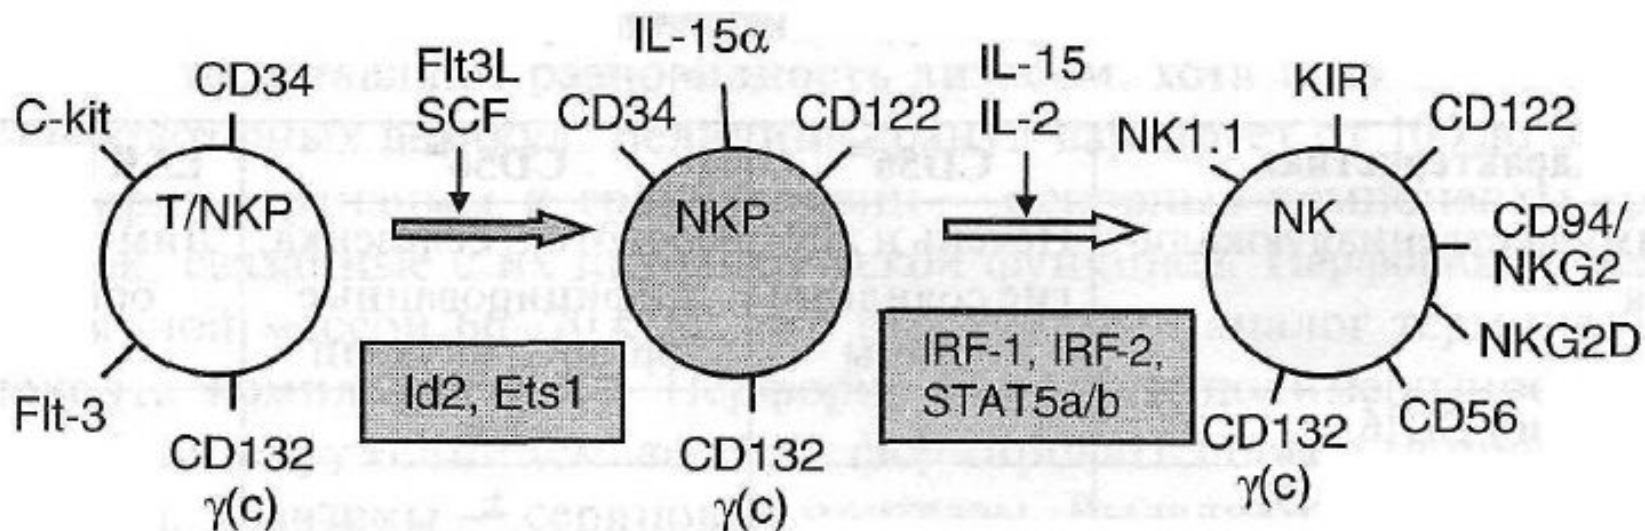 C-kit
CD34
T/NKP
Flt-3
CD132
γ(c)
Flt3L
SCF
Id2, Ets1
IL-15α
CD34
CD122
NKP
CD132
γ(c)
IL-15
IL-2
IRF-1, IRF-2,
STAT5a/b
NK1.1
KIR
CD122
NK
CD94/
NKG2
NKG2D
CD56
CD132
γ(c)